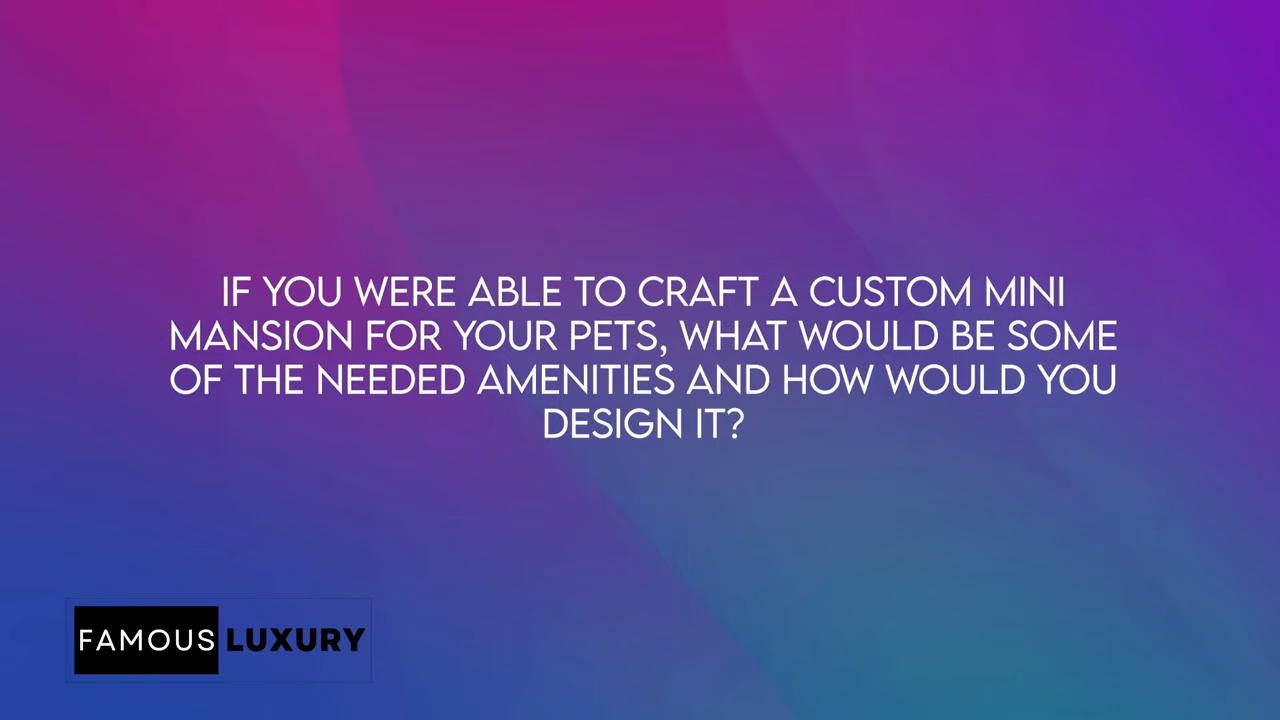 IF YOU WERE ABLE TO CRAFT A CUSTOM MINI
MANSION FOR YOUR PETS, WHAT WOULD BE SOME
OF THE NEEDED AMENITIES AND HOW WOULD YOU
DESIGN IT?
FAMOUS LUXURY